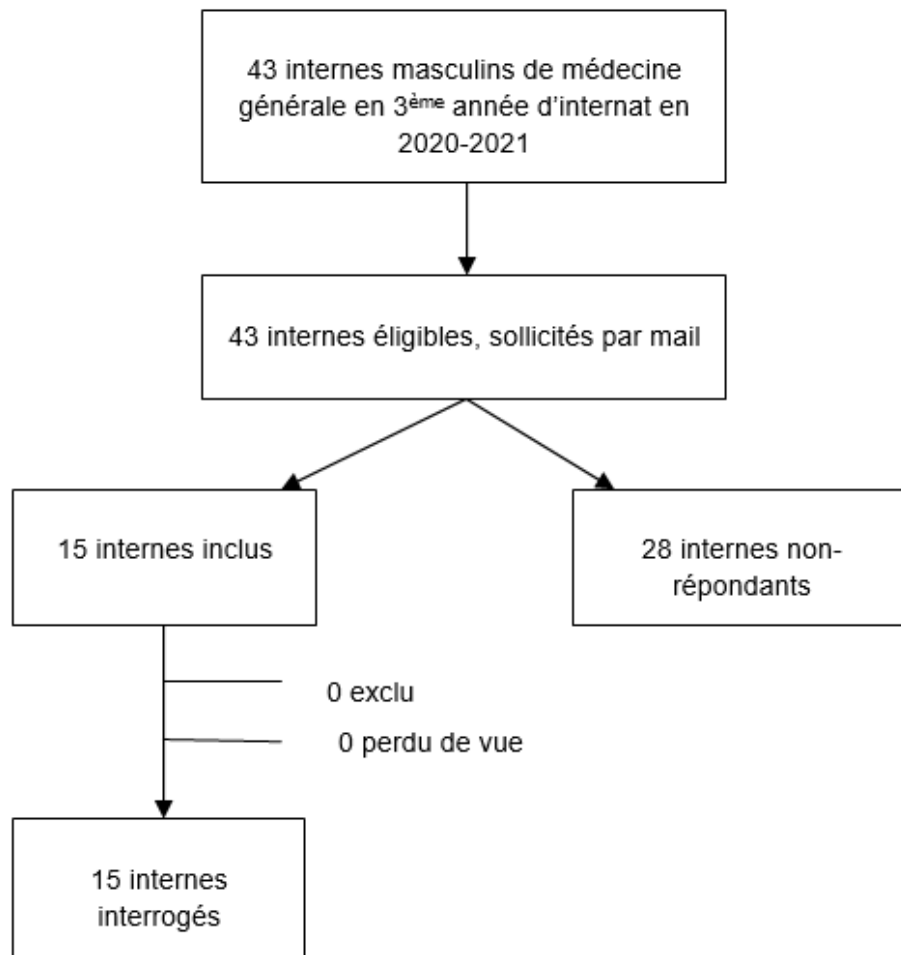 43 internes masculins de médecine
générale en 3ème année d’internat en
2020-2021
43 internes éligibles, sollicités par mail
15 internes inclus
28 internes non-
répondants
0 exclu
0 perdu de vue
15 internes
interrogés